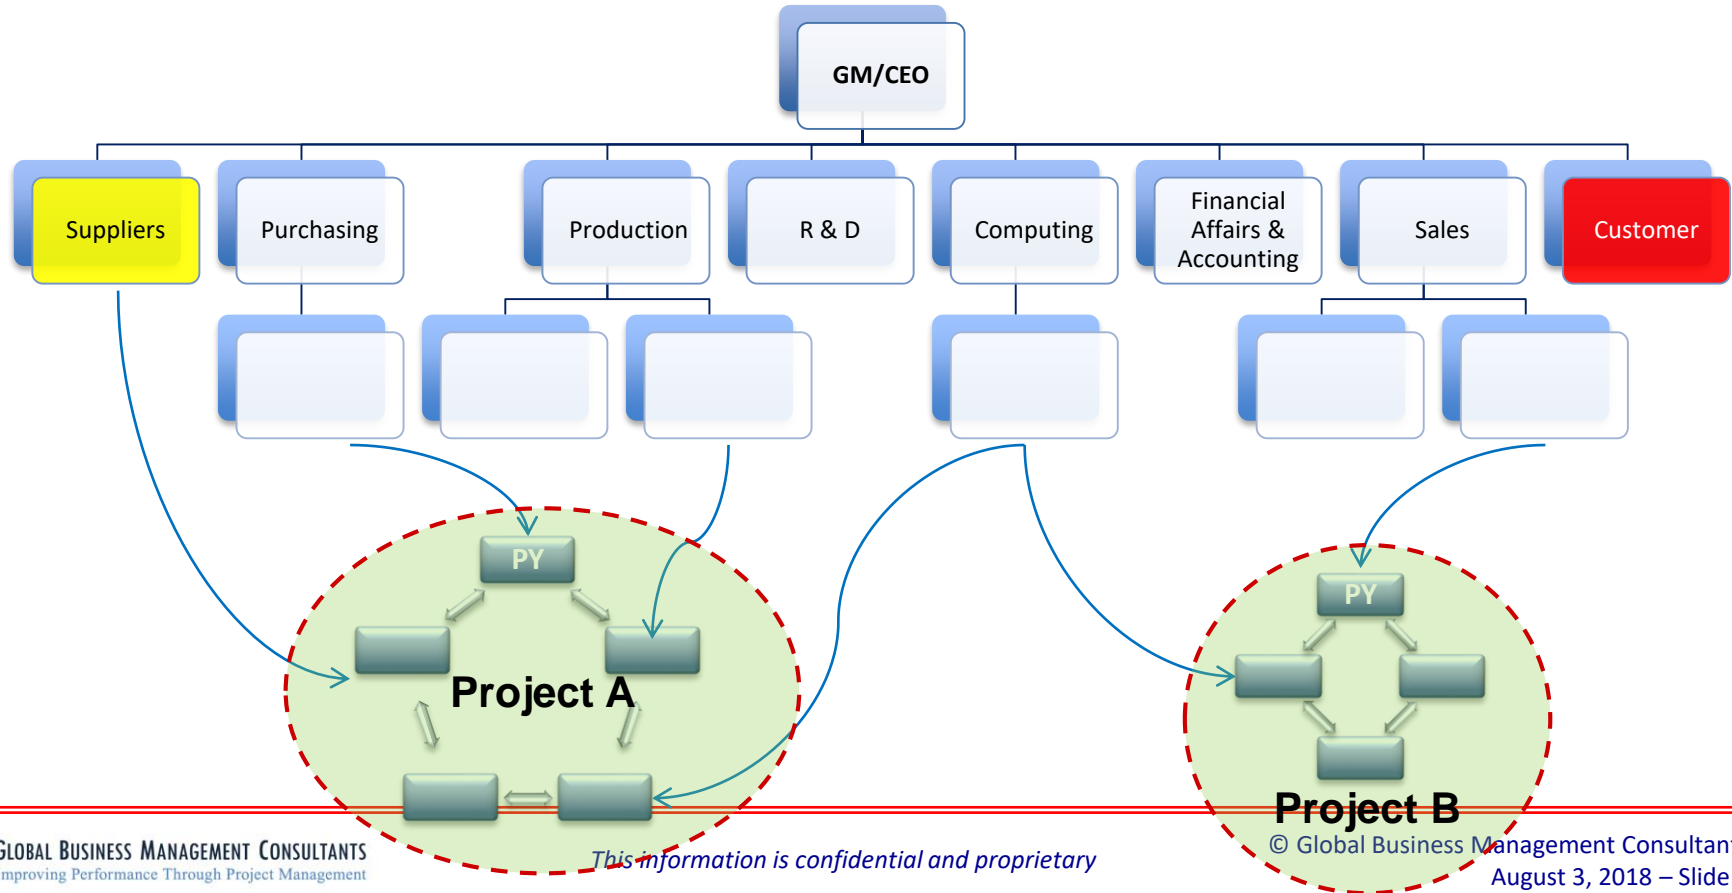 GM/CEO
Suppliers
Purchasing
Production
R & D
Computing
Financial
Affairs &
Accounting
Sales
Customer
PY
Project A
PY
Project B
GLOBAL BUSINESS MANAGEMENT CONSULTANTS
Improving Performance Through Project Management
This information is confidential and proprietary
© Global Business Management Consultan
August 3, 2018 – Slide